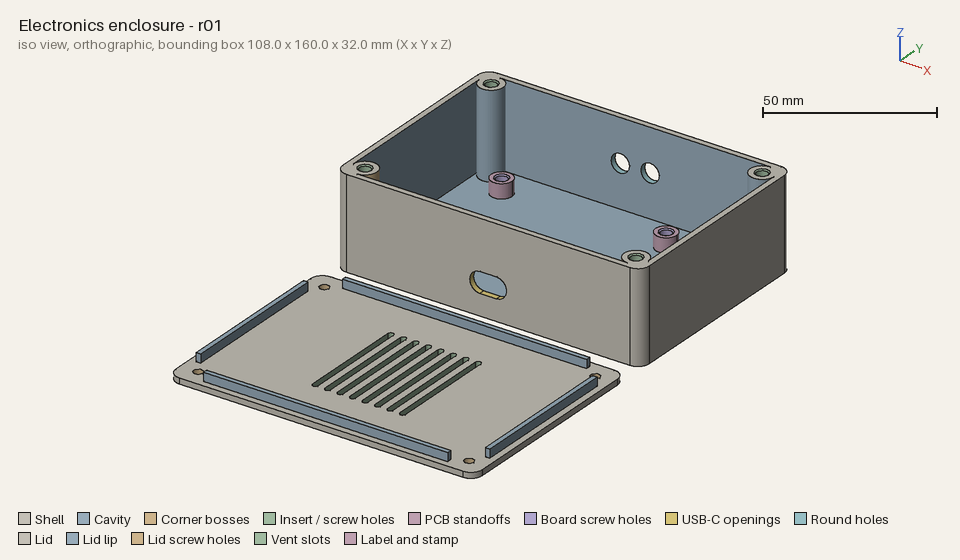 Electronics enclosure - r01
iso view, orthographic, bounding box 108.0 x 160.0 x 32.0 mm (X x Y x Z)
Z
Y
X
50 mm
Shell
Cavity
Corner bosses
Insert / screw holes
PCB standoffs
Board screw holes
USB-C openings
Round holes
Lid
Lid lip
Lid screw holes
Vent slots
Label and stamp